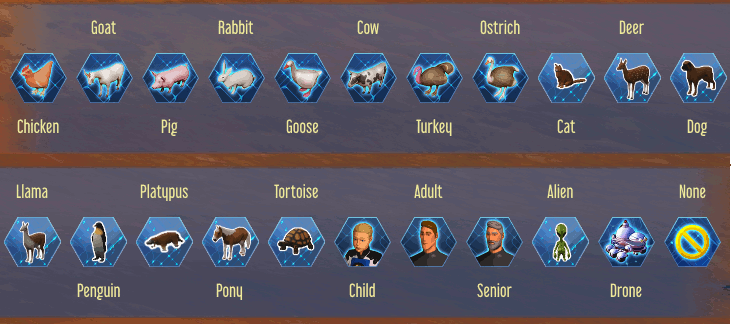 Goat Rabbit Cow Ostrich Deer
Chicken Pig Goose Turkey Cat Dog
Llama Platypus Tortoise Adult Alien None
Penguin Pony Child Senior Drone